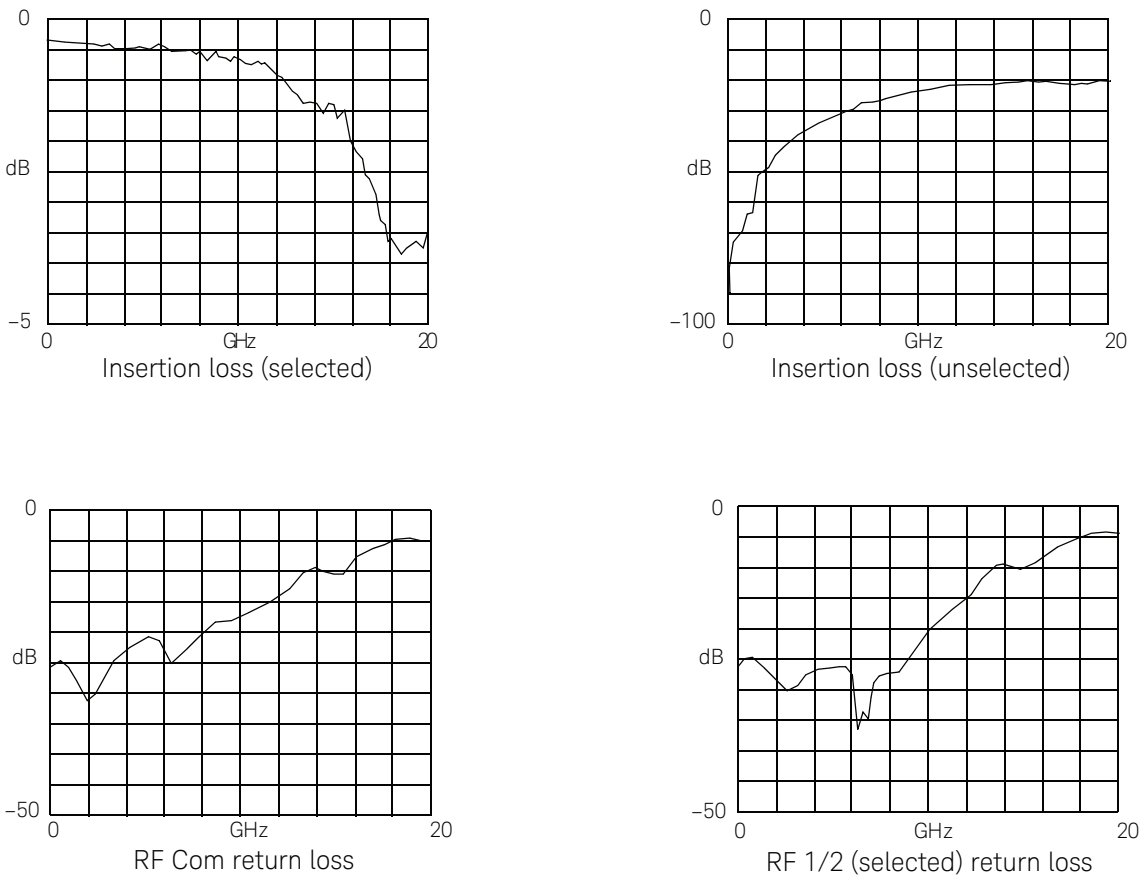 0
dB
–5
0
GHz
20
Insertion loss (selected)
0
dB
–100
0
GHz
20
Insertion loss (unselected)
0
dB
–50
0
GHz
20
RF Com return loss
0
dB
–50
0
GHz
20
RF 1/2 (selected) return loss